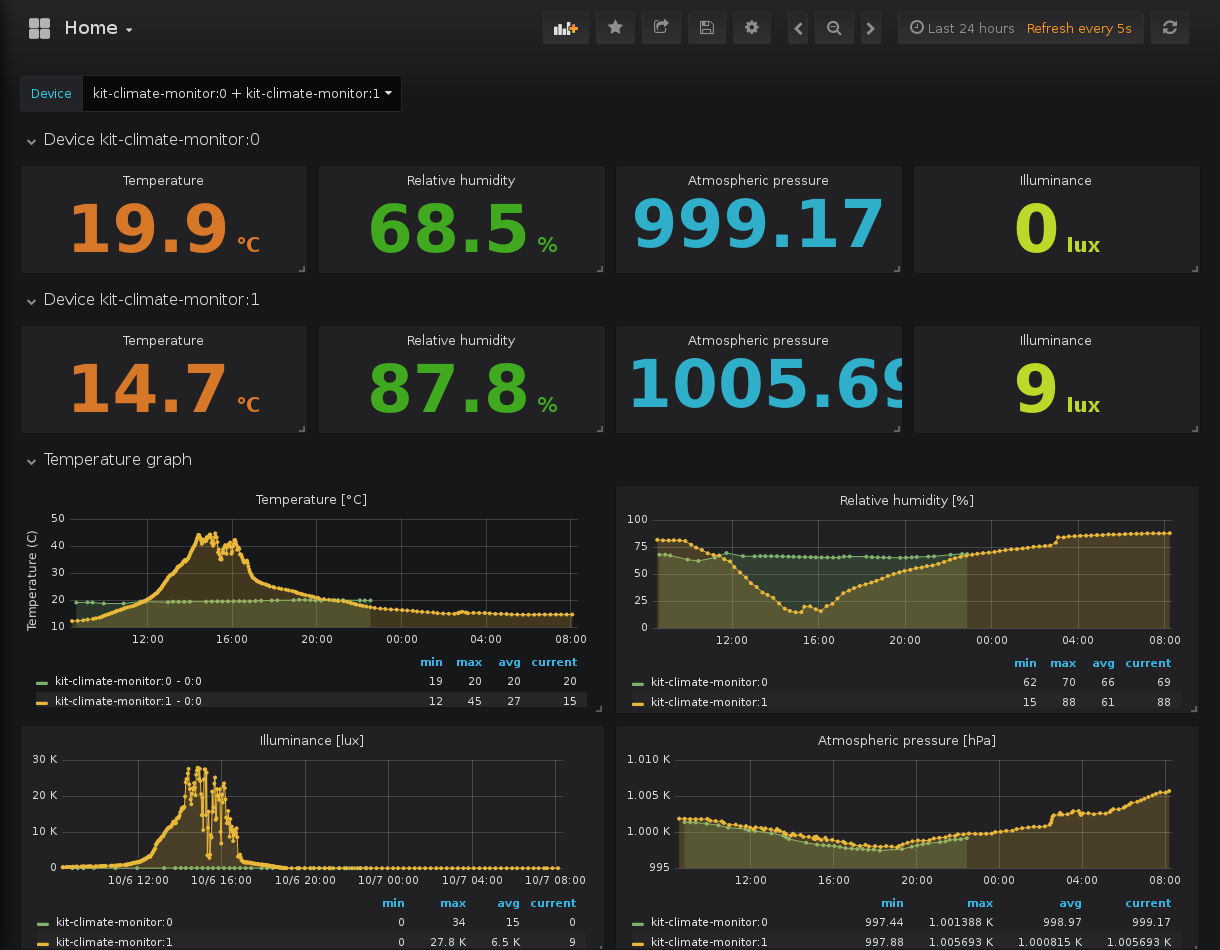 Home
Last 24 hours Refresh every 5s
Device kit-climate-monitor:0 + kit-climate-monitor:1
Device kit-climate-monitor:0
Temperature Relative humidity Atmospheric pressure Illuminance
19.9 °C 68.5 % 999.17 0 lux
Device kit-climate-monitor:1
Temperature Relative humidity Atmospheric pressure Illuminance
14.7 °C 87.8 % 1005.69 9 lux
Temperature graph
Temperature [°C]
Temperature (C)
50
40
30
20
10
12:00 16:00 20:00 00:00 04:00 08:00
min max avg current
kit-climate-monitor:0 - 0:0 19 20 20 20
kit-climate-monitor:1 - 0:0 12 45 27 15
Relative humidity [%]
100
75
50
25
0
12:00 16:00 20:00 00:00 04:00 08:00
min max avg current
kit-climate-monitor:0 62 70 66 69
kit-climate-monitor:1 15 88 61 88
Illuminance [lux]
30 K
20 K
10 K
0
10/6 12:00 10/6 16:00 10/6 20:00 10/7 00:00 10/7 04:00 10/7 08:00
min max avg current
kit-climate-monitor:0 0 34 15 0
kit-climate-monitor:1 0 27.8 K 6.5 K 9
Atmospheric pressure [hPa]
1.010 K
1.005 K
1.000 K
995
12:00 16:00 20:00 00:00 04:00 08:00
min max avg current
kit-climate-monitor:0 997.44 1.001388 K 998.97 999.17
kit-climate-monitor:1 997.88 1.005693 K 1.000815 K 1.005693 K